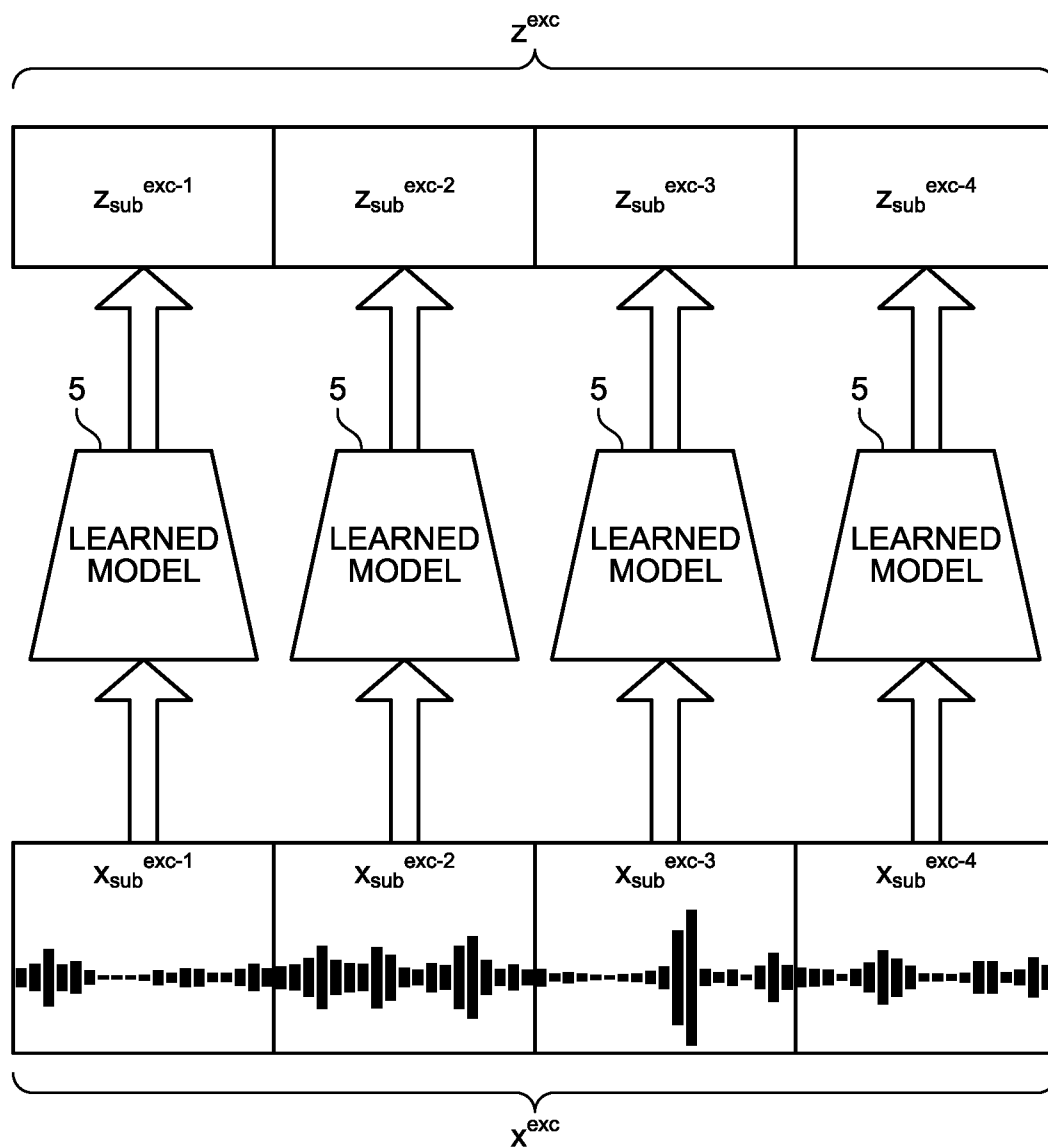 z^exc
z_sub^exc-1 z_sub^exc-2 z_sub^exc-3 z_sub^exc-4
5 5 5 5
LEARNED LEARNED LEARNED LEARNED
MODEL MODEL MODEL MODEL
x_sub^exc-1 x_sub^exc-2 x_sub^exc-3 x_sub^exc-4
x^exc